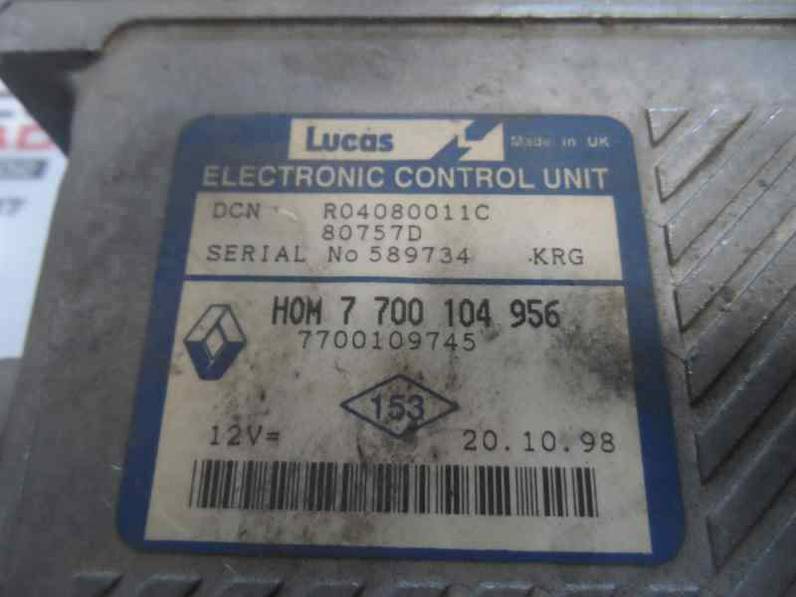 Lucas Made in UK
ELECTRONIC CONTROL UNIT
DCN R04080011C
80757D
SERIAL No 589734 KRG
HOM 7 700 104 956
7700109745
153
12V= 20.10.98